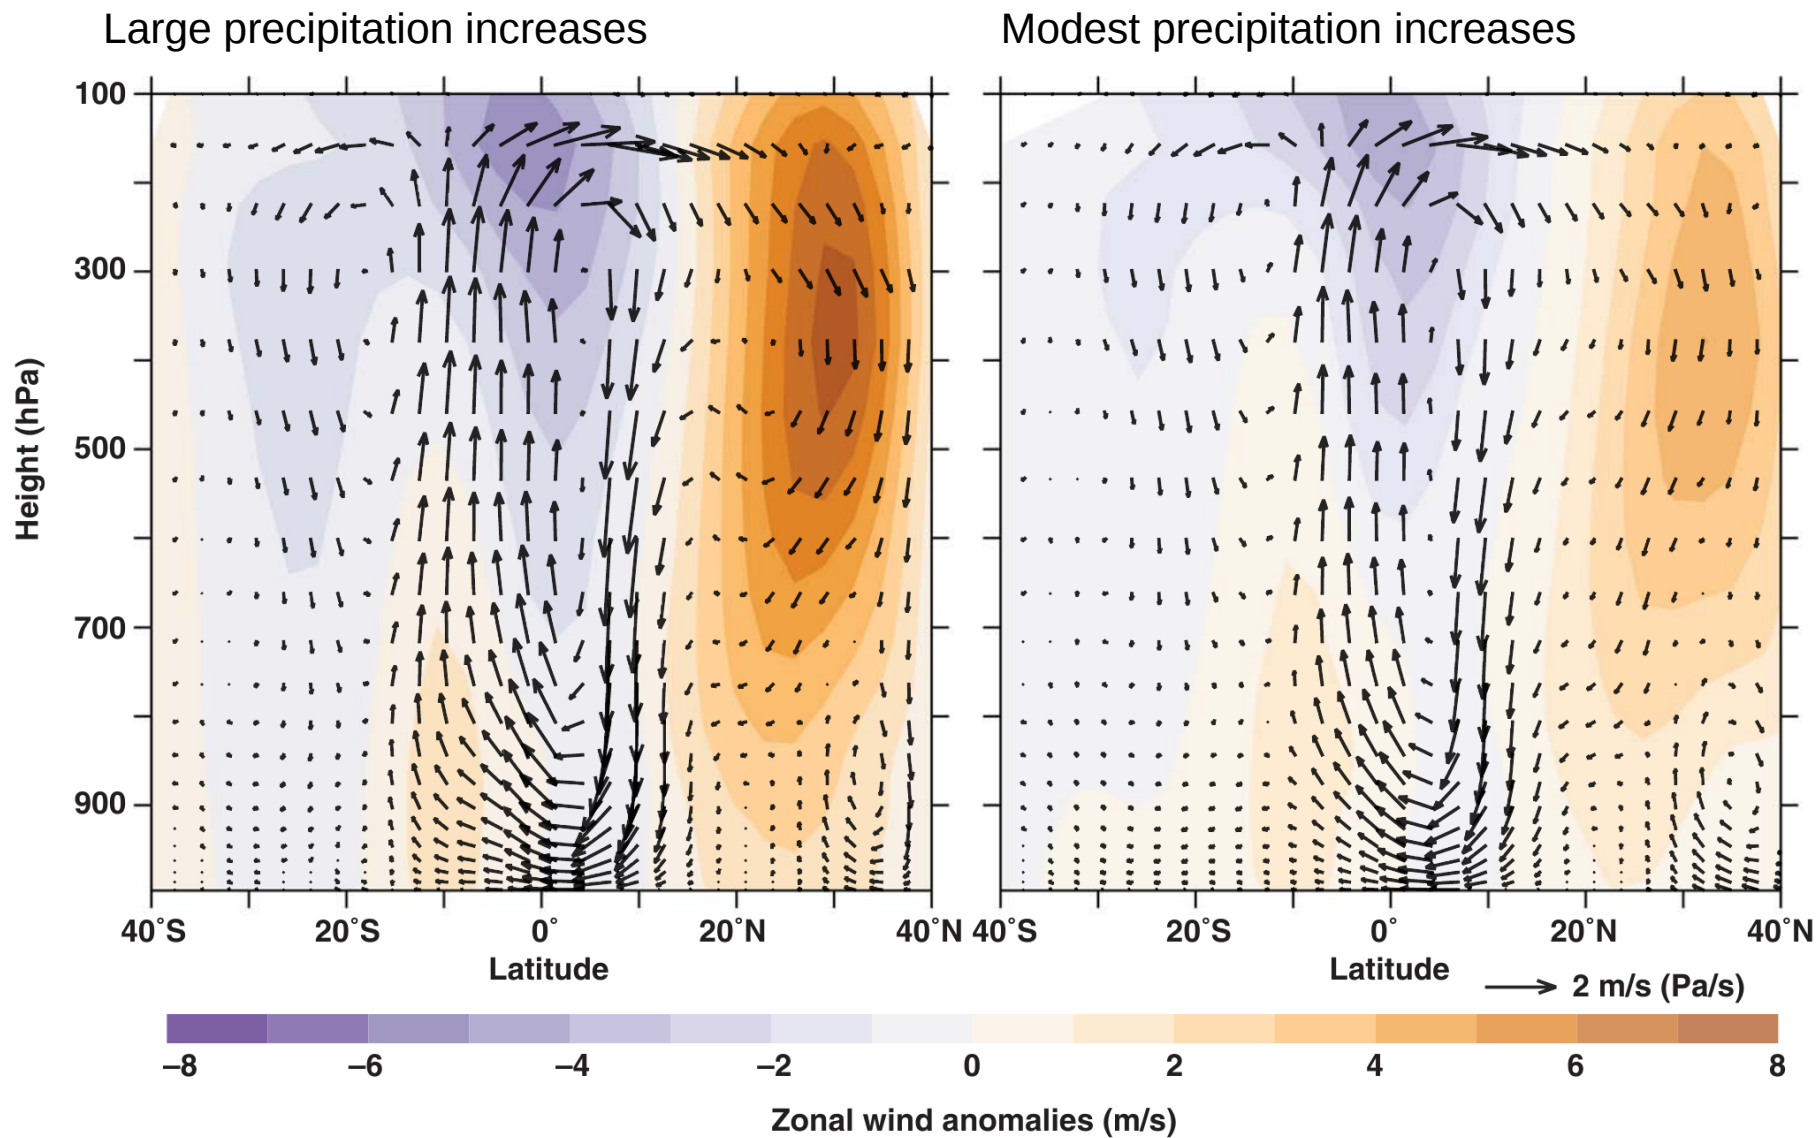 Large precipitation increases
Modest precipitation increases
Height (hPa)
100
300
500
700
900
40°S 20°S 0° 20°N 40°N
40°S 20°S 0° 20°N 40°N
Latitude
Latitude
2 m/s (Pa/s)
–8 –6 –4 –2 0 2 4 6 8
Zonal wind anomalies (m/s)